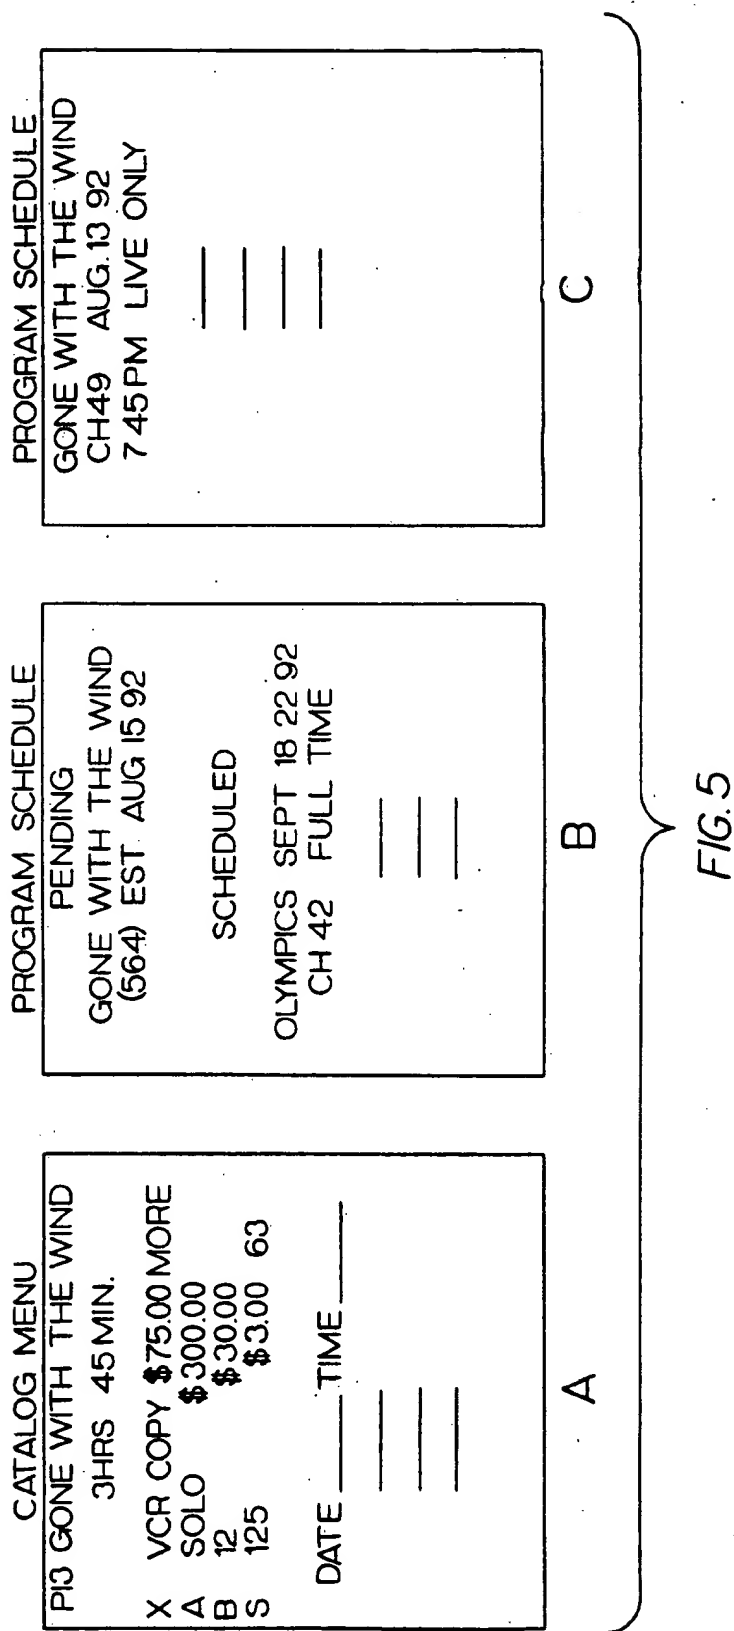 CATALOG MENU
P13 GONE WITH THE WIND
3HRS 45 MIN.
X VCR COPY $75.00 MORE
A SOLO $300.00
B 12 $30.00
S 125 $3.00 63
DATE TIME
A
PROGRAM SCHEDULE
PENDING
GONE WITH THE WIND
(564) EST. AUG 15 92
SCHEDULED
OLYMPICS SEPT 18 22 92
CH 42 FULL TIME
B
PROGRAM SCHEDULE
GONE WITH THE WIND
CH49 AUG.13 92
7 45PM LIVE ONLY
C
FIG. 5